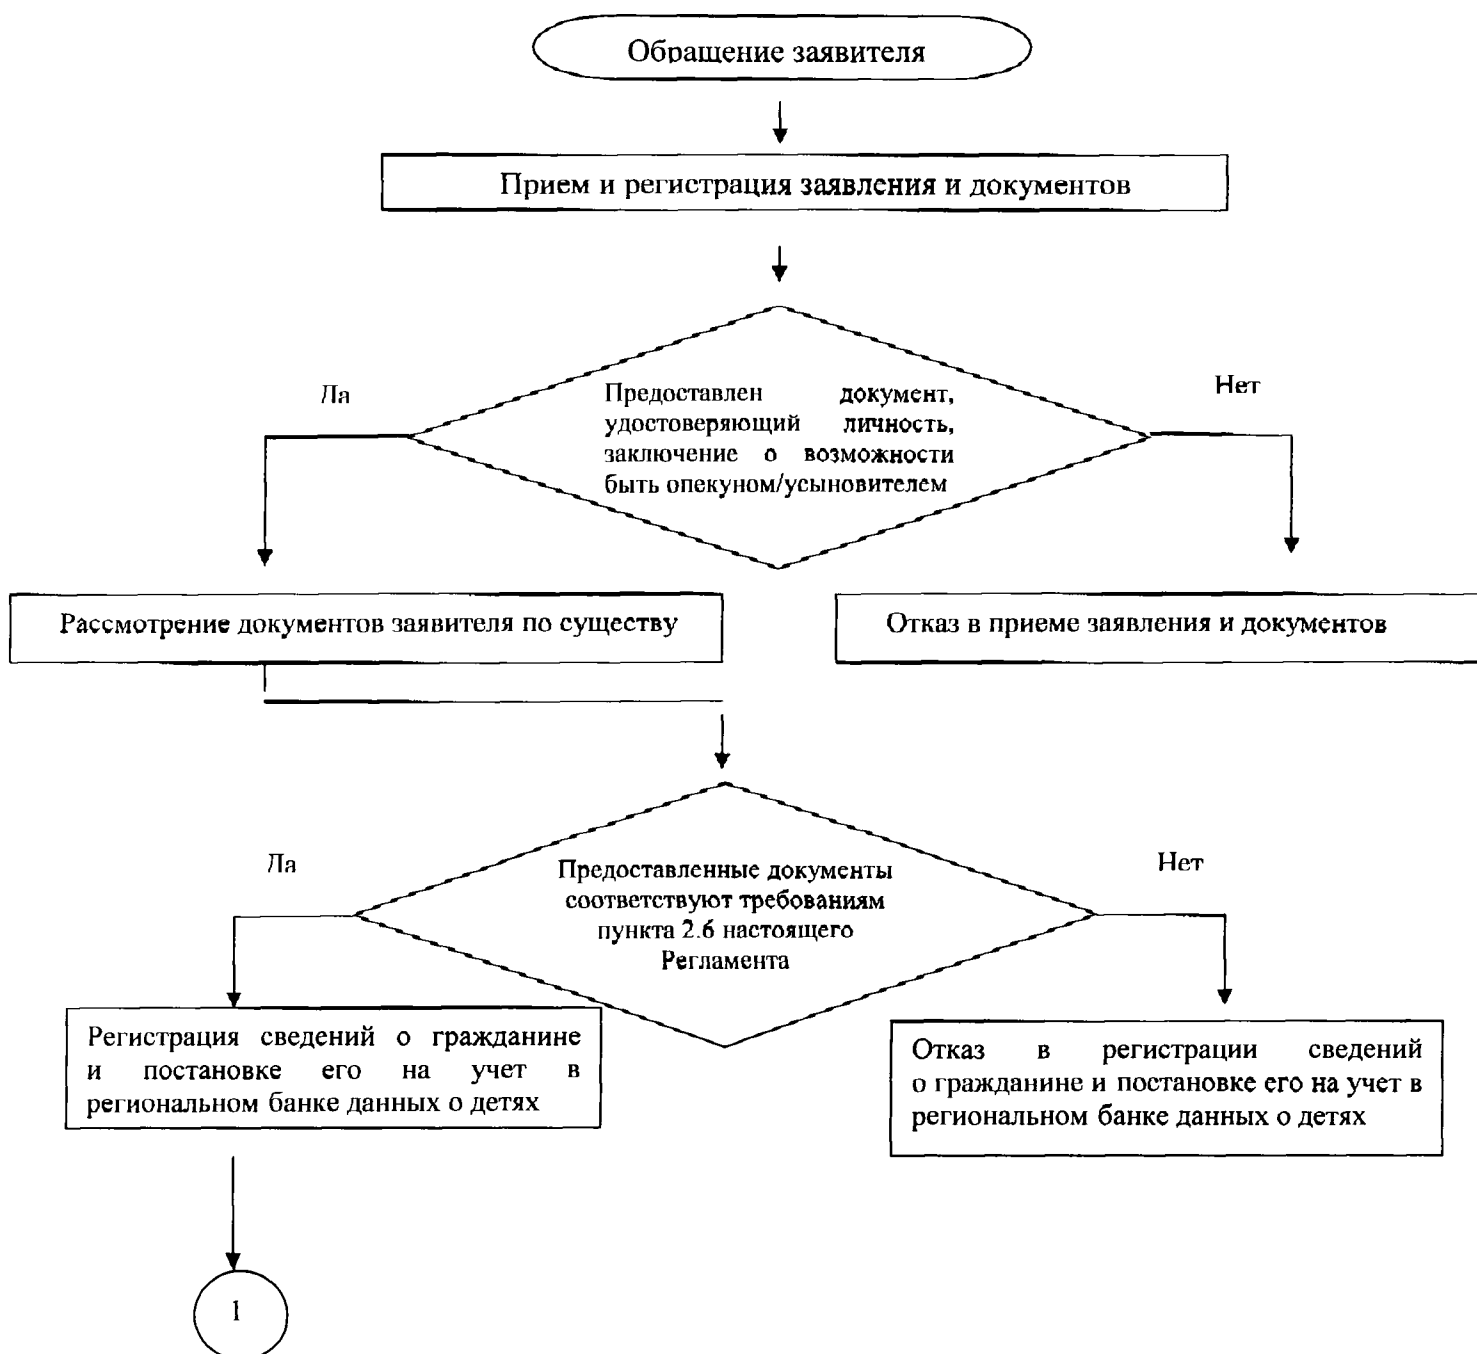 Обращение заявителя
Прием и регистрация заявления и документов
Да
Нет
Предоставлен документ,
удостоверяющий личность,
заключение о возможности
быть опекуном/усыновителем
Рассмотрение документов заявителя по существу
Отказ в приеме заявления и документов
Да
Нет
Предоставленные документы
соответствуют требованиям
пункта 2.6 настоящего
Регламента
Регистрация сведений о гражданине
и постановке его на учет в
региональном банке данных о детях
Отказ в регистрации сведений
о гражданине и постановке его на учет в
региональном банке данных о детях
1